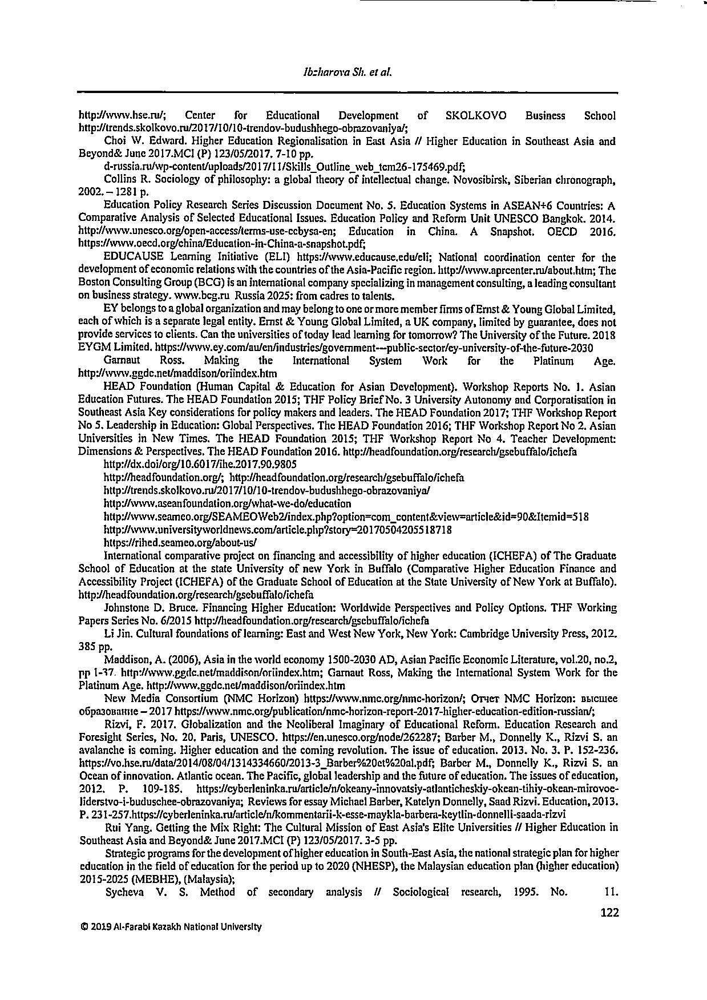 Ibzharova Sh. et al.
http://www.hse.ru/; Center for Educational Development of SKOLKOVO Business School
http://trends.skolkovo.ru/2017/10/10-trendov-budushhego-obrazovaniya/;
Choi W. Edward. Higher Education Regionalisation in East Asia // Higher Education in Southeast Asia and
Beyond& June 2017.MCI (P) 123/05/2017. 7-10 pp.
d-russia.ru/wp-content/uploads/2017/11/Skills_Outline_web_tcm26-175469.pdf;
Collins R. Sociology of philosophy: a global theory of intellectual change. Novosibirsk, Siberian chronograph,
2002. – 1281 p.
Education Policy Research Series Discussion Document No. 5. Education Systems in ASEAN+6 Countries: A
Comparative Analysis of Selected Educational Issues. Education Policy and Reform Unit UNESCO Bangkok. 2014.
http://www.unesco.org/open-access/terms-use-ccbysa-en; Education in China. A Snapshot. OECD 2016.
https://www.oecd.org/china/Education-in-China-a-snapshot.pdf;
EDUCAUSE Learning Initiative (ELI) https://www.educause.edu/eli; National coordination center for the
development of economic relations with the countries of the Asia-Pacific region. http://www.aprcenter.ru/about.htm; The
Boston Consulting Group (BCG) is an international company specializing in management consulting, a leading consultant
on business strategy. www.bcg.ru Russia 2025: from cadres to talents.
EY belongs to a global organization and may belong to one or more member firms of Ernst & Young Global Limited,
each of which is a separate legal entity. Ernst & Young Global Limited, a UK company, limited by guarantee, does not
provide services to clients. Can the universities of today lead learning for tomorrow? The University of the Future. 2018
EYGM Limited. https://www.ey.com/au/en/industries/government---public-sector/ey-university-of-the-future-2030
Garnaut Ross. Making the International System Work for the Platinum Age.
http://www.ggdc.net/maddison/oriindex.htm
HEAD Foundation (Human Capital & Education for Asian Development). Workshop Reports No. 1. Asian
Education Futures. The HEAD Foundation 2015; THF Policy Brief No. 3 University Autonomy and Corporatisation in
Southeast Asia Key considerations for policy makers and leaders. The HEAD Foundation 2017; THF Workshop Report
No 5. Leadership in Education: Global Perspectives. The HEAD Foundation 2016; THF Workshop Report No 2. Asian
Universities in New Times. The HEAD Foundation 2015; THF Workshop Report No 4. Teacher Development:
Dimensions & Perspectives. The HEAD Foundation 2016. http://headfoundation.org/research/gsebuffalo/ichefa
http://dx.doi/org/10.6017/ihe.2017.90.9805
http://headfoundation.org/; http://headfoundation.org/research/gsebuffalo/ichefa
http://trends.skolkovo.ru/2017/10/10-trendov-budushhego-obrazovaniya/
http://www.aseanfoundation.org/what-we-do/education
http://www.seameo.org/SEAMEOWeb2/index.php?option=com_content&view=article&id=90&Itemid=518
http://www.universityworldnews.com/article.php?story=20170504205518718
https://rihed.seameo.org/about-us/
International comparative project on financing and accessibility of higher education (ICHEFA) of The Graduate
School of Education at the state University of new York in Buffalo (Comparative Higher Education Finance and
Accessibility Project (ICHEFA) of the Graduate School of Education at the State University of New York at Buffalo).
http://headfoundation.org/research/gsebuffalo/ichefa
Johnstone D. Bruce. Financing Higher Education: Worldwide Perspectives and Policy Options. THF Working
Papers Series No. 6/2015 http://headfoundation.org/research/gsebuffalo/ichefa
Li Jin. Cultural foundations of learning: East and West New York, New York: Cambridge University Press, 2012.
385 pp.
Maddison, A. (2006), Asia in the world economy 1500-2030 AD, Asian Pacific Economic Literature, vol.20, no.2,
pp 1-37. http://www.ggdc.net/maddison/oriindex.htm; Garnaut Ross, Making the International System Work for the
Platinum Age. http://www.ggdc.net/maddison/oriindex.htm
New Media Consortium (NMC Horizon) https://www.nmc.org/nmc-horizon/; Отчет NMC Horizon: высшее
образование – 2017 https://www.nmc.org/publication/nmc-horizon-report-2017-higher-education-edition-russian/;
Rizvi, F. 2017. Globalization and the Neoliberal Imaginary of Educational Reform. Education Research and
Foresight Series, No. 20. Paris, UNESCO. https://en.unesco.org/node/262287; Barber M., Donnelly K., Rizvi S. an
avalanche is coming. Higher education and the coming revolution. The issue of education. 2013. No. 3. P. 152-236.
https://vo.hse.ru/data/2014/08/04/1314334660/2013-3_Barber%20et%20al.pdf; Barber M., Donnelly K., Rizvi S. an
Ocean of innovation. Atlantic ocean. The Pacific, global leadership and the future of education. The issues of education,
2012. P. 109-185. https://cyberleninka.ru/article/n/okeany-innovatsiy-atlanticheskiy-okean-tihiy-okean-mirovoe-
liderstvo-i-buduschee-obrazovaniya; Reviews for essay Michael Barber, Katelyn Donnelly, Saad Rizvi. Education, 2013.
P. 231-257.https://cyberleninka.ru/article/n/kommentarii-k-esse-maykla-barbera-keytlin-donnelli-saada-rizvi
Rui Yang. Getting the Mix Right: The Cultural Mission of East Asia's Elite Universities // Higher Education in
Southeast Asia and Beyond& June 2017.MCI (P) 123/05/2017. 3-5 pp.
Strategic programs for the development of higher education in South-East Asia, the national strategic plan for higher
education in the field of education for the period up to 2020 (NHESP), the Malaysian education plan (higher education)
2015-2025 (MEBHE), (Malaysia);
Sycheva V. S. Method of secondary analysis // Sociological research, 1995. No. 11.
122
© 2019 Al-Farabi Kazakh National University